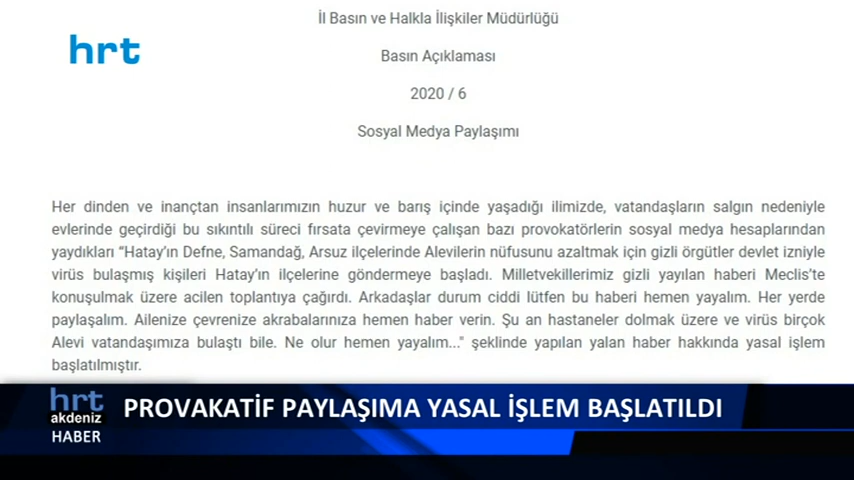 İl Basın ve Halkla İlişkiler Müdürlüğü
hrt
Basın Açıklaması
2020 / 6
Sosyal Medya Paylaşımı
Her dinden ve inançtan insanlarımızın huzur ve barış içinde yaşadığı ilimizde, vatandaşların salgın nedeniyle
evlerinde geçirdiği bu sıkıntılı süreci fırsata çevirmeye çalışan bazı provokatörlerin sosyal medya hesaplarından
yaydıkları “Hatay’ın Defne, Samandağ, Arsuz ilçelerinde Alevilerin nüfusunu azaltmak için gizli örgütler devlet izniyle
virüs bulaşmış kişileri Hatay’ın ilçelerine göndermeye başladı. Milletvekillerimiz gizli yayılan haberi Meclis’te
konuşulmak üzere acilen toplantıya çağırdı. Arkadaşlar durum ciddi lütfen bu haberi hemen yayalım. Her yerde
paylaşalım. Ailenize çevrenize akrabalarınıza hemen haber verin. Şu an hastaneler dolmak üzere ve virüs birçok
Alevi vatandaşımıza bulaştı bile. Ne olur hemen yayalım..." şeklinde yapılan yalan haber hakkında yasal işlem
başlatılmıştır.
hrt
akdeniz
HABER
PROVAKATİF PAYLAŞIMA YASAL İŞLEM BAŞLATILDI